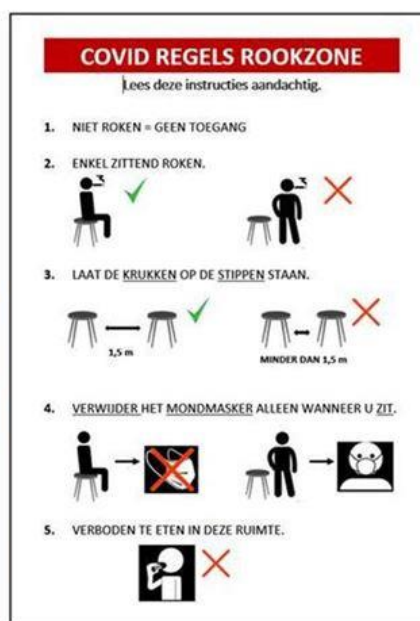 COVID REGELS ROOKZONE
Lees deze instructies aandachtig.
1. NIET ROKEN = GEEN TOEGANG
2. ENKEL ZITTEND ROKEN.
3. LAAT DE KRUKKEN OP DE STIPPEN STAAN.
1,5 m
MINDER DAN 1,5 m
4. VERWIJDER HET MONDMASKER ALLEEN WANNEER U ZIT.
5. VERBODEN TE ETEN IN DEZE RUIMTE.